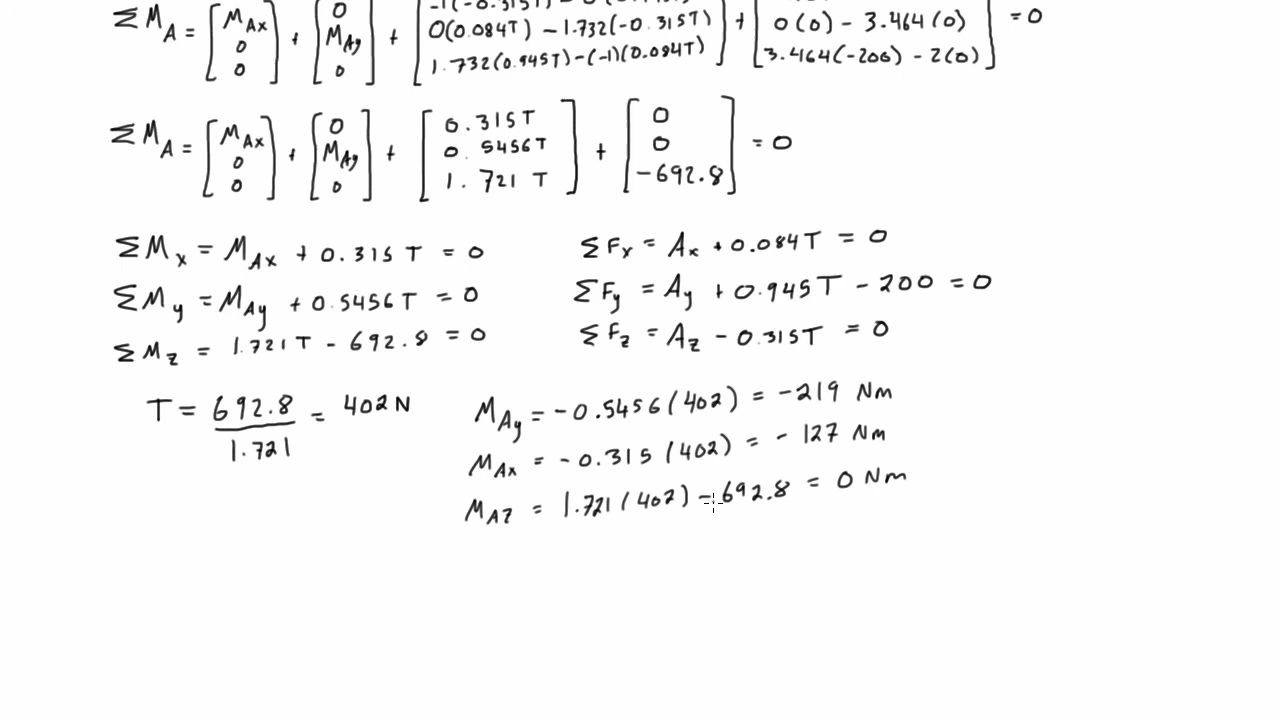 ΣM_A = [M_Ax 0 0] + [0 M_Ay 0] + [0(0.084T) - 1.732(-0.315T) 1.732(0.945T) - (-1)(0.084T)] + [0(0) - 3.464(0) 3.464(-200) - 2(0)] = 0
ΣM_A = [M_Ax 0 0] + [0 M_Ay 0] + [0.315T 0.5456T 1.721T] + [0 0 -692.8] = 0
ΣM_x = M_Ax + 0.315T = 0
ΣM_y = M_Ay + 0.5456T = 0
ΣM_z = 1.721T - 692.8 = 0
ΣF_x = A_x + 0.084T = 0
ΣF_y = A_y + 0.945T - 200 = 0
ΣF_z = A_z - 0.315T = 0
T = 692.8 / 1.721 = 402 N
M_Ay = -0.5456(402) = -219 Nm
M_Ax = -0.315(402) = -127 Nm
M_AZ = 1.721(402) - 692.8 = 0 Nm